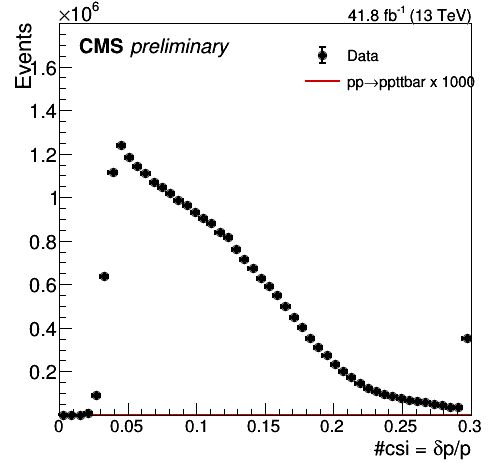 ×10⁶
41.8 fb⁻¹ (13 TeV)
Events
CMS preliminary
Data
pp→ppttbar x 1000
1.6
1.4
1.2
1
0.8
0.6
0.4
0.2
0 0.05 0.1 0.15 0.2 0.25 0.3
#csi = δp/p